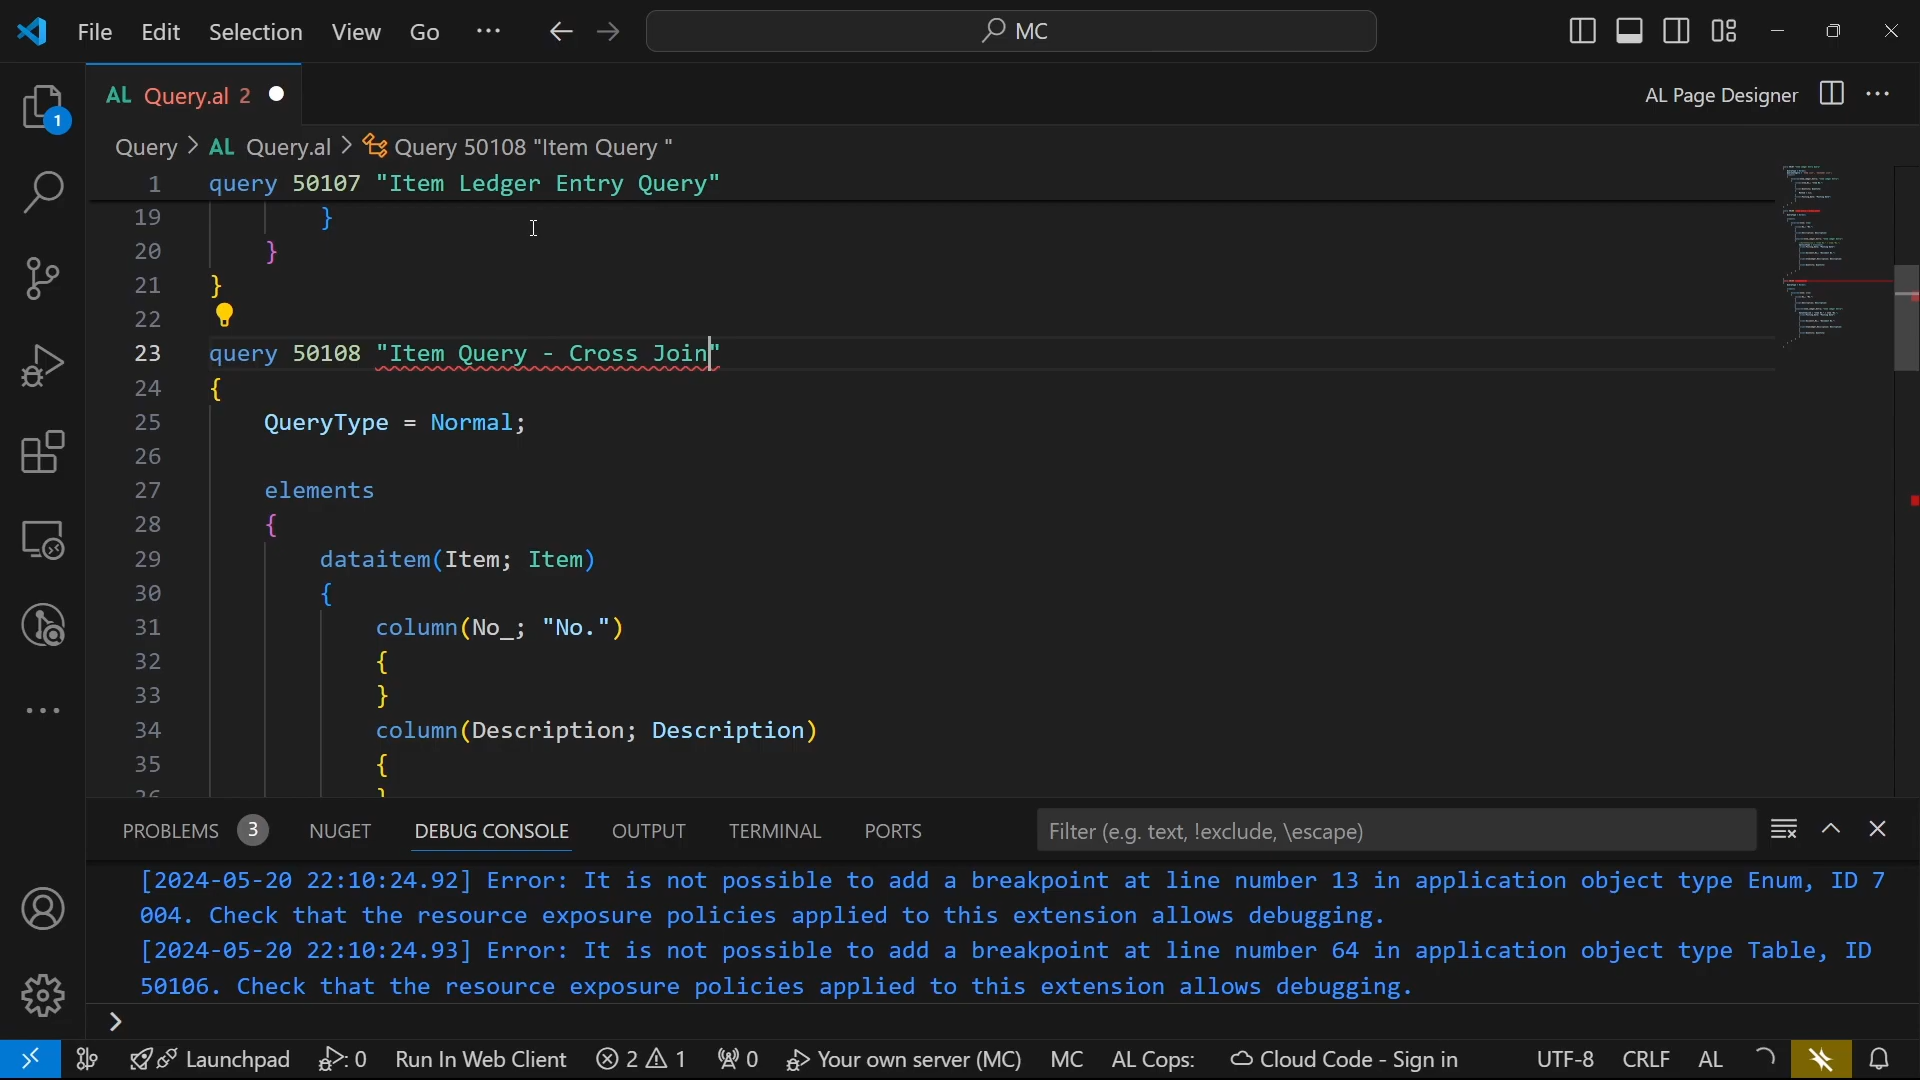 File Edit Selection View Go ··· MC
AL Query.al 2
AL Page Designer
Query > AL Query.al > Query 50108 "Item Query "
1 query 50107 "Item Ledger Entry Query"
19 }
20 }
21 }
22
23 query 50108 "Item Query - Cross Join"
24 {
25 QueryType = Normal;
26
27 elements
28 {
29 dataitem(Item; Item)
30 {
31 column(No_; "No.")
32 {
33 }
34 column(Description; Description)
35 {
36 }
1
PROBLEMS 3 NUGET DEBUG CONSOLE OUTPUT TERMINAL PORTS Filter (e.g. text, !exclude, \escape)
[2024-05-20 22:10:24.92] Error: It is not possible to add a breakpoint at line number 13 in application object type Enum, ID 7
004. Check that the resource exposure policies applied to this extension allows debugging.
[2024-05-20 22:10:24.93] Error: It is not possible to add a breakpoint at line number 64 in application object type Table, ID
50106. Check that the resource exposure policies applied to this extension allows debugging.
>
Launchpad : 0 Run In Web Client 2 1 0 Your own server (MC) MC AL Cops: Cloud Code - Sign in UTF-8 CRLF AL